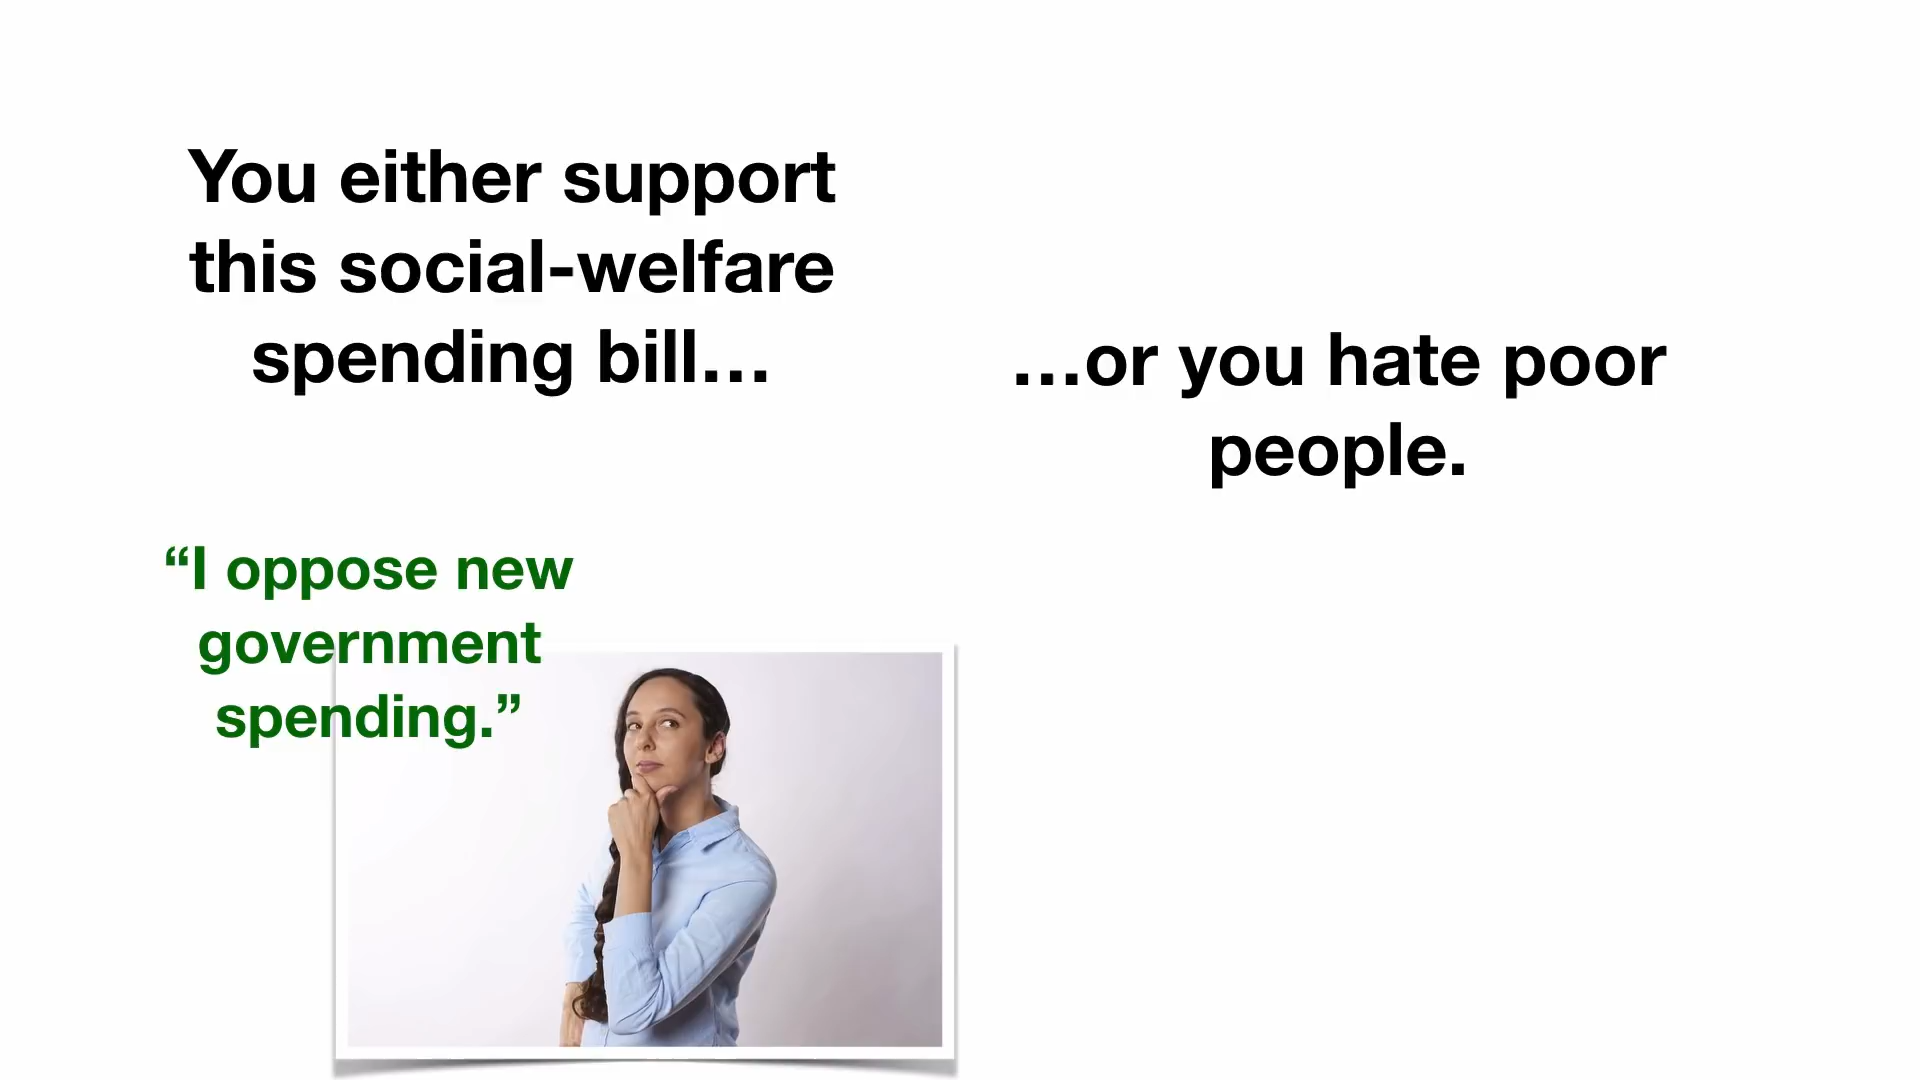 You either support
this social-welfare
spending bill…
…or you hate poor
people.
“I oppose new
government
spending.”